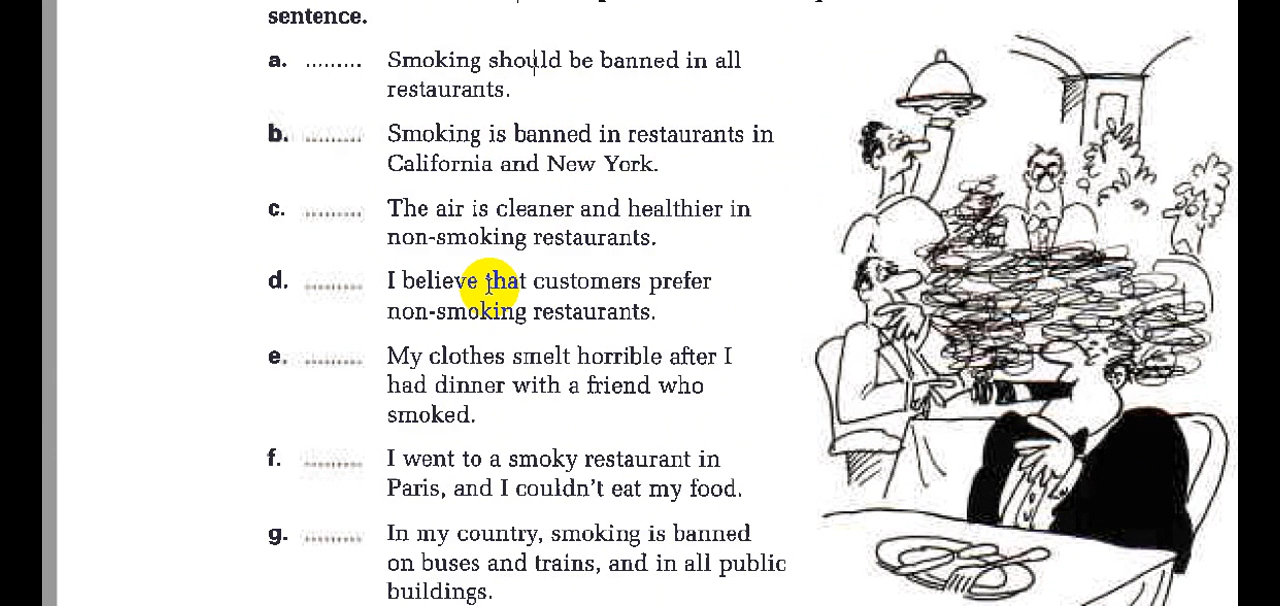 sentence.
a. ......... Smoking should be banned in all
restaurants.
b. ......... Smoking is banned in restaurants in
California and New York.
c. ......... The air is cleaner and healthier in
non-smoking restaurants.
d. ......... I believe that customers prefer
non-smoking restaurants.
e. ......... My clothes smelt horrible after I
had dinner with a friend who
smoked.
f. ......... I went to a smoky restaurant in
Paris, and I couldn't eat my food.
g. ......... In my country, smoking is banned
on buses and trains, and in all public
buildings.